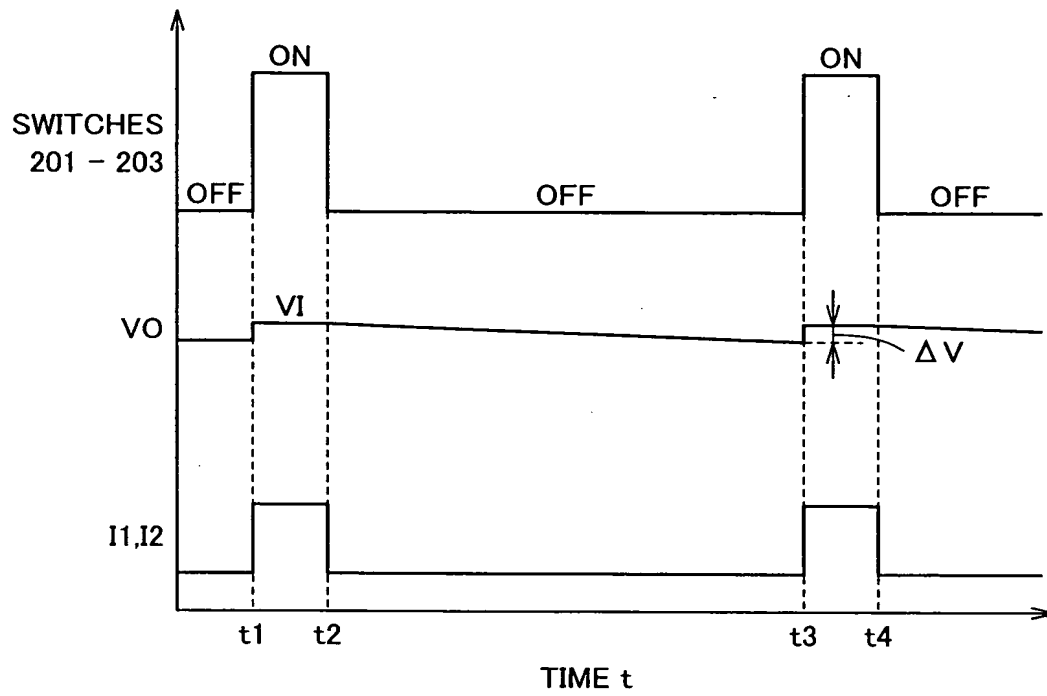 ON
ON
SWITCHES
201 - 203
OFF
OFF
OFF
VI
VO
ΔV
I1,I2
t1
t2
t3
t4
TIME t